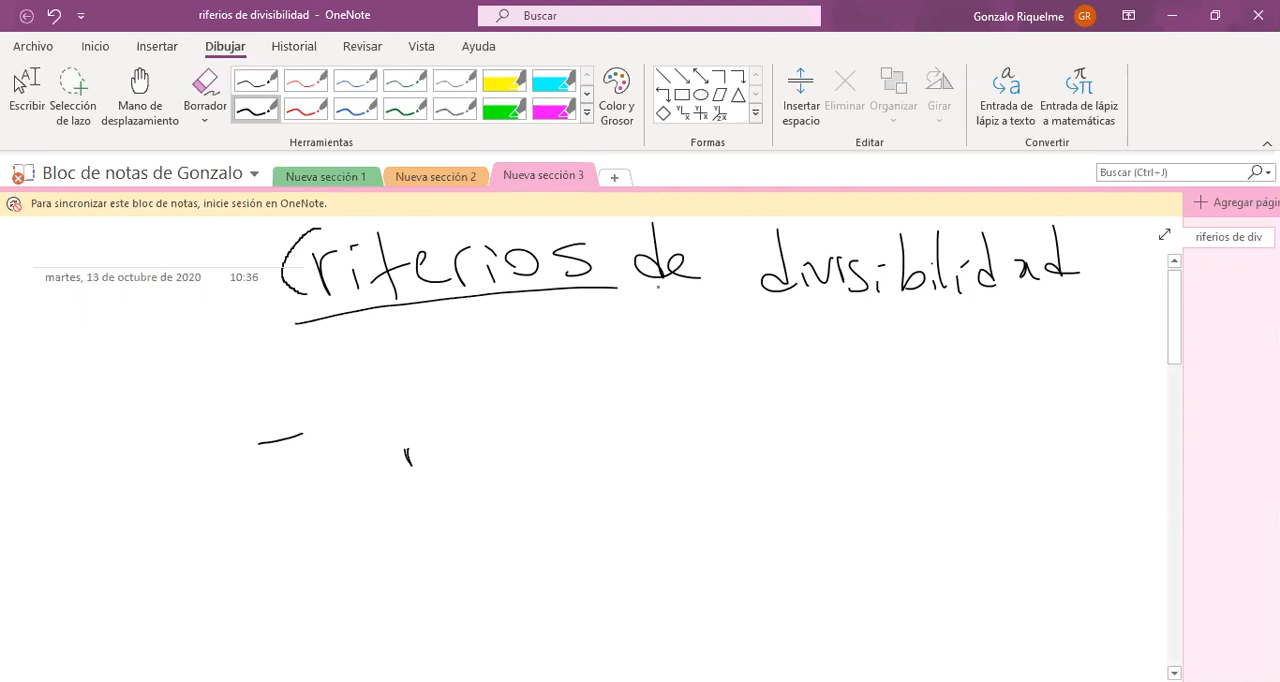 riferios de divisibilidad - OneNote
Buscar
Gonzalo Riquelme
GR
Archivo Inicio Insertar Dibujar Historial Revisar Vista Ayuda
Escribir
Selección de lazo
Mano de desplazamiento
Borrador
Color y Grosor
Insertar espacio
Eliminar
Organizar
Girar
Entrada de lápiz a texto
Entrada de lápiz a matemáticas
Herramientas
Formas
Editar
Convertir
Bloc de notas de Gonzalo
Nueva sección 1
Nueva sección 2
Nueva sección 3
Buscar (Ctrl+J)
Para sincronizar este bloc de notas, inicie sesión en OneNote.
Agregar págin
riferios de div
Criterios de divisibilidad
martes, 13 de octubre de 2020 10:36